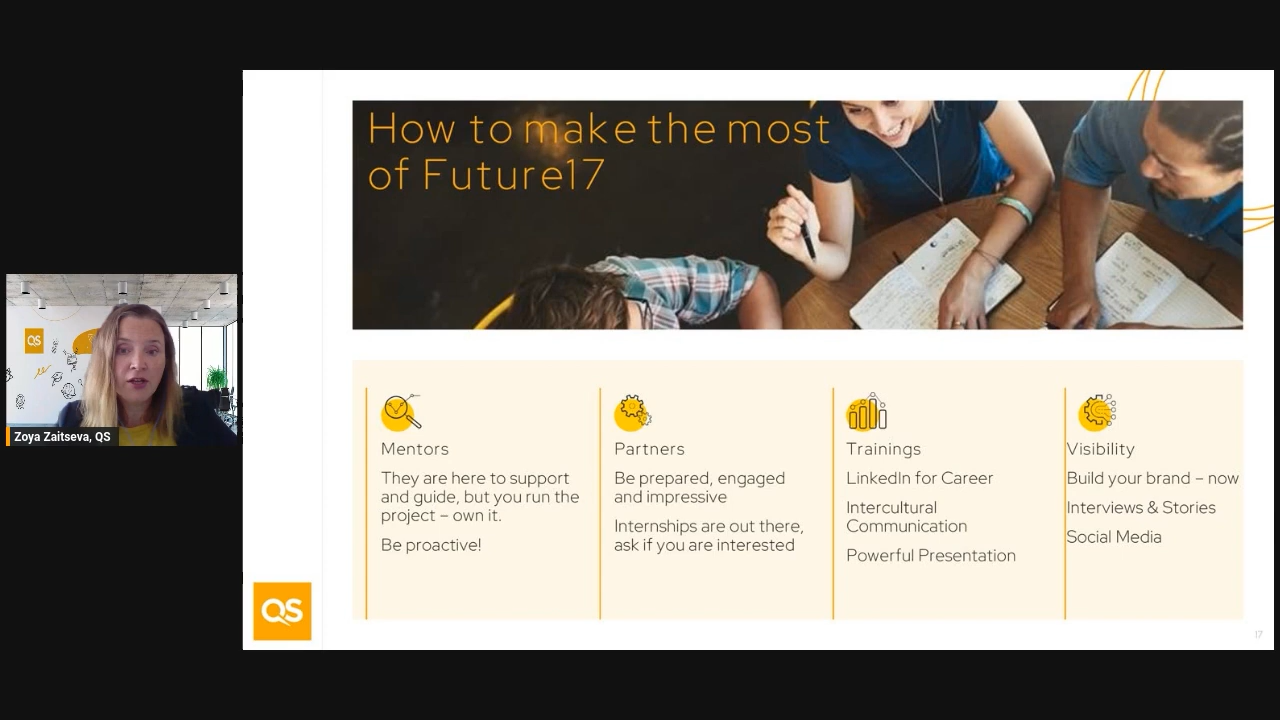 How to make the most
of Future17
QS
Zoya Zaitseva, QS
Mentors
They are here to support
and guide, but you run the
project – own it.
Be proactive!
Partners
Be prepared, engaged
and impressive
Internships are out there,
ask if you are interested
Trainings
LinkedIn for Career
Intercultural
Communication
Powerful Presentation
Visibility
Build your brand – now
Interviews & Stories
Social Media
QS
17